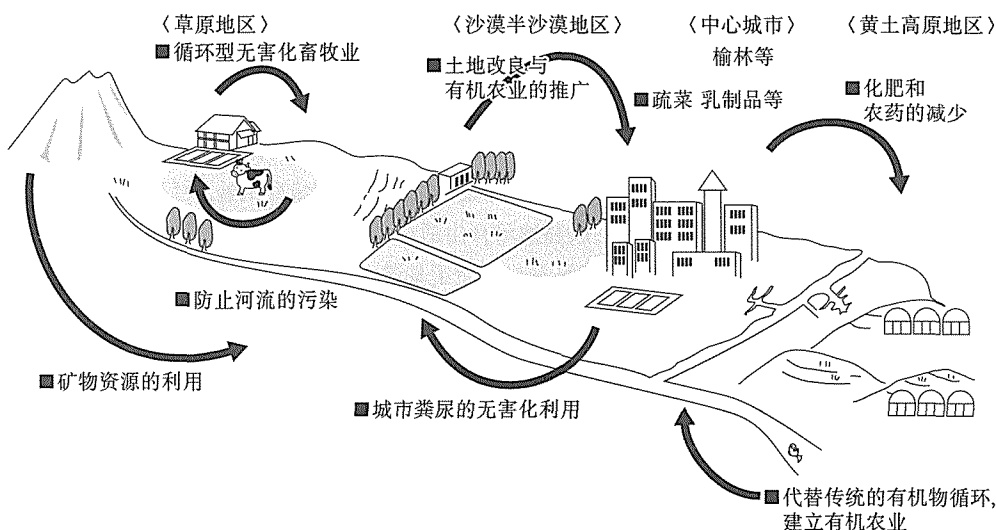 〈草原地区〉
■循环型无害化畜牧业
〈沙漠半沙漠地区〉
■土地改良与
有机农业的推广
〈中心城市〉
榆林等
■疏菜 乳制品等
〈黄土高原地区〉
■化肥和
农药的减少
■防止河流的污染
■矿物资源的利用
■城市粪尿的无害化利用
■代替传统的有机物循环,
建立有机农业